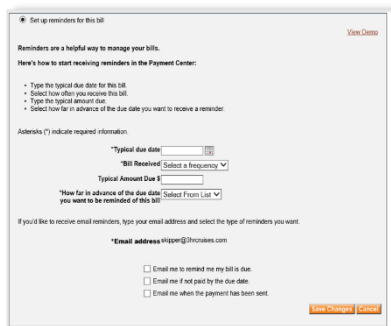 Set up reminders for this bill
View Demo
Reminders are a helpful way to manage your bills.
Here's how to start receiving reminders in the Payment Center:
Type the typical due date for this bill.
Select how often you receive this bill.
Type the typical amount due.
Select how far in advance of the due date you want to receive a reminder.
Asterisks (*) indicate required information.
*Typical due date
*Bill Received Select a frequency
Typical Amount Due $
*How far in advance of the due date Select From List
you want to be reminded of this bill
If you'd like to receive email reminders, type your email address and select the type of reminders you want.
*Email address skipper@3hrcruises.com
Email me to remind me my bill is due.
Email me if not paid by the due date.
Email me when the payment has been sent.
Save Changes Cancel